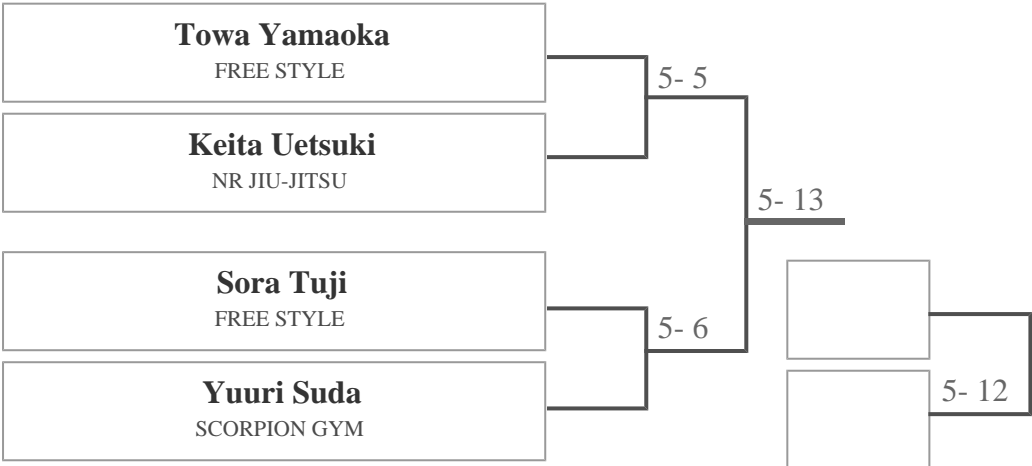 Towa Yamaoka
FREE STYLE
5- 5
Keita Uetsuki
NR JIU-JITSU
5- 13
Sora Tuji
FREE STYLE
5- 6
Yuuri Suda
SCORPION GYM
5- 12